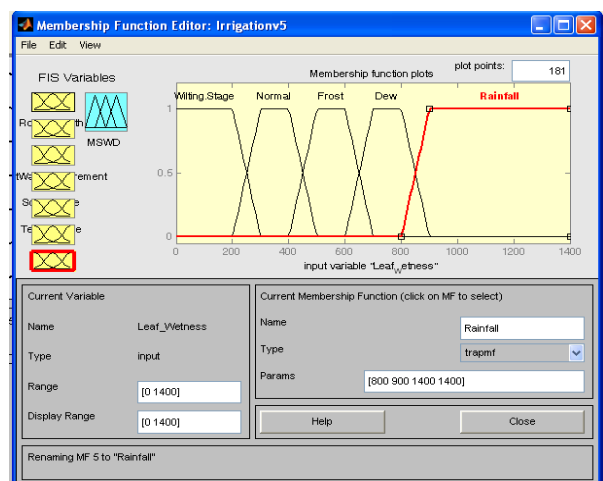 Membership Function Editor: Irrigationv5
File Edit View
FIS Variables
MSWD
Membership function plots
plot points:
181
Wilting.Stage Normal Frost Dew Rainfall
1
0.5
0
0 200 400 600 800 1000 1200 1400
input variable "Leaf_Wetness"
Current Variable
Name Leaf_Wetness
Type input
Range [0 1400]
Display Range [0 1400]
Current Membership Function (click on MF to select)
Name Rainfall
Type trapmf
Params [800 900 1400 1400]
Help Close
Renaming MF 5 to "Rainfall"